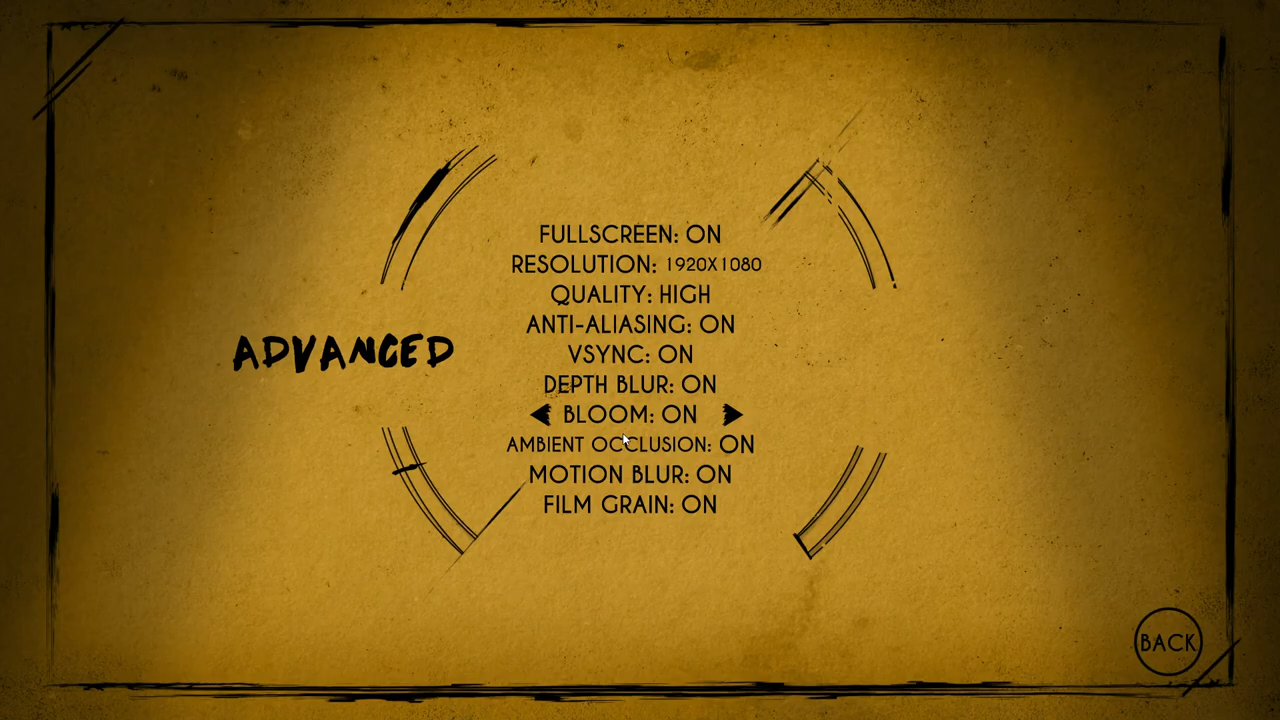 FULLSCREEN: ON
RESOLUTION: 1920X1080
QUALITY: HIGH
ANTI-ALIASING: ON
ADVANCED
VSYNC: ON
DEPTH BLUR: ON
BLOOM: ON
AMBIENT OCCLUSION: ON
MOTION BLUR: ON
FILM GRAIN: ON
BACK